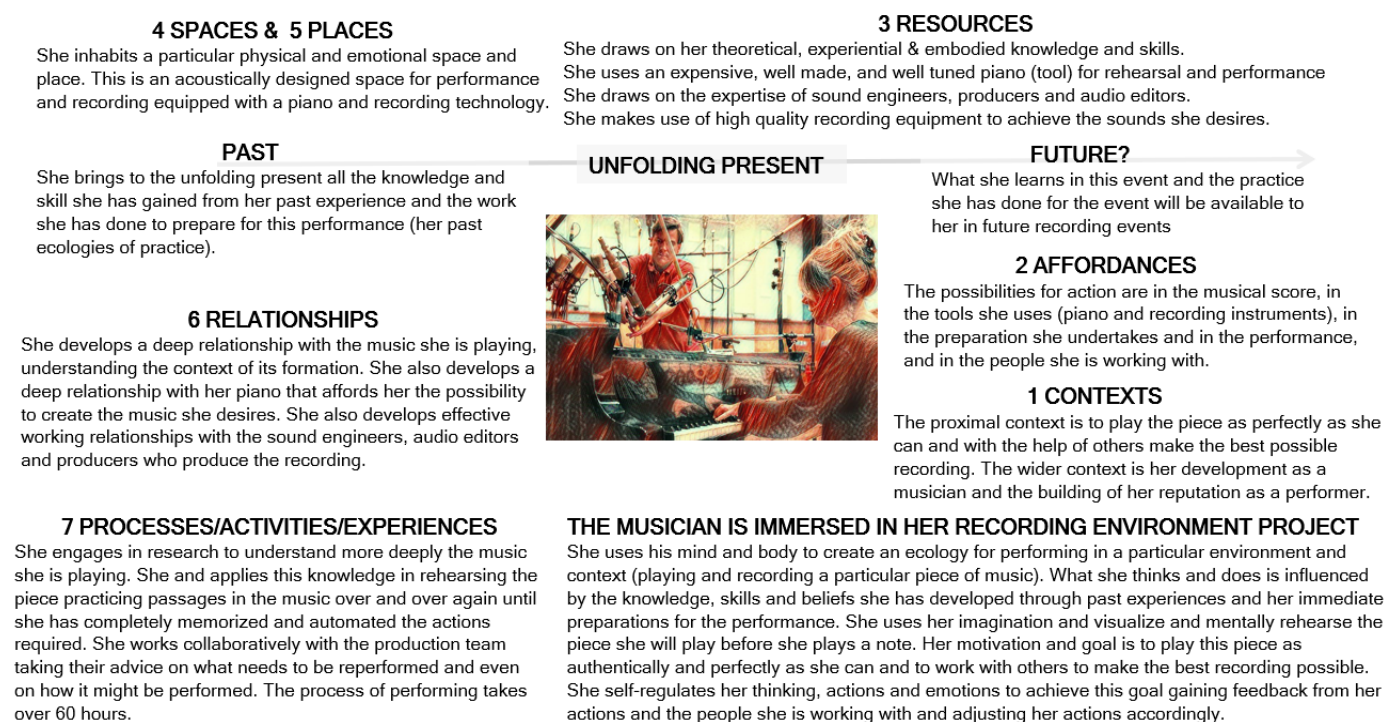 4 SPACES & 5 PLACES
She inhabits a particular physical and emotional space and
place. This is an acoustically designed space for performance
and recording equipped with a piano and recording technology.
3 RESOURCES
She draws on her theoretical, experiential & embodied knowledge and skills.
She uses an expensive, well made, and well tuned piano (tool) for rehearsal and performance
She draws on the expertise of sound engineers, producers and audio editors.
She makes use of high quality recording equipment to achieve the sounds she desires.
PAST
She brings to the unfolding present all the knowledge and
skill she has gained from her past experience and the work
she has done to prepare for this performance (her past
ecologies of practice).
UNFOLDING PRESENT
FUTURE?
What she learns in this event and the practice
she has done for the event will be available to
her in future recording events
2 AFFORDANCES
The possibilities for action are in the musical score, in
the tools she uses (piano and recording instruments), in
the preparation she undertakes and in the performance,
and in the people she is working with.
6 RELATIONSHIPS
She develops a deep relationship with the music she is playing,
understanding the context of its formation. She also develops a
deep relationship with her piano that affords her the possibility
to create the music she desires. She also develops effective
working relationships with the sound engineers, audio editors
and producers who produce the recording.
1 CONTEXTS
The proximal context is to play the piece as perfectly as she
can and with the help of others make the best possible
recording. The wider context is her development as a
musician and the building of her reputation as a performer.
7 PROCESSES/ACTIVITIES/EXPERIENCES
She engages in research to understand more deeply the music
she is playing. She and applies this knowledge in rehearsing the
piece practicing passages in the music over and over again until
she has completely memorized and automated the actions
required. She works collaboratively with the production team
taking their advice on what needs to be reperformed and even
on how it might be performed. The process of performing takes
over 60 hours.
THE MUSICIAN IS IMMERSED IN HER RECORDING ENVIRONMENT PROJECT
She uses his mind and body to create an ecology for performing in a particular environment and
context (playing and recording a particular piece of music). What she thinks and does is influenced
by the knowledge, skills and beliefs she has developed through past experiences and her immediate
preparations for the performance. She uses her imagination and visualize and mentally rehearse the
piece she will play before she plays a note. Her motivation and goal is to play this piece as
authentically and perfectly as she can and to work with others to make the best recording possible.
She self-regulates her thinking, actions and emotions to achieve this goal gaining feedback from her
actions and the people she is working with and adjusting her actions accordingly.